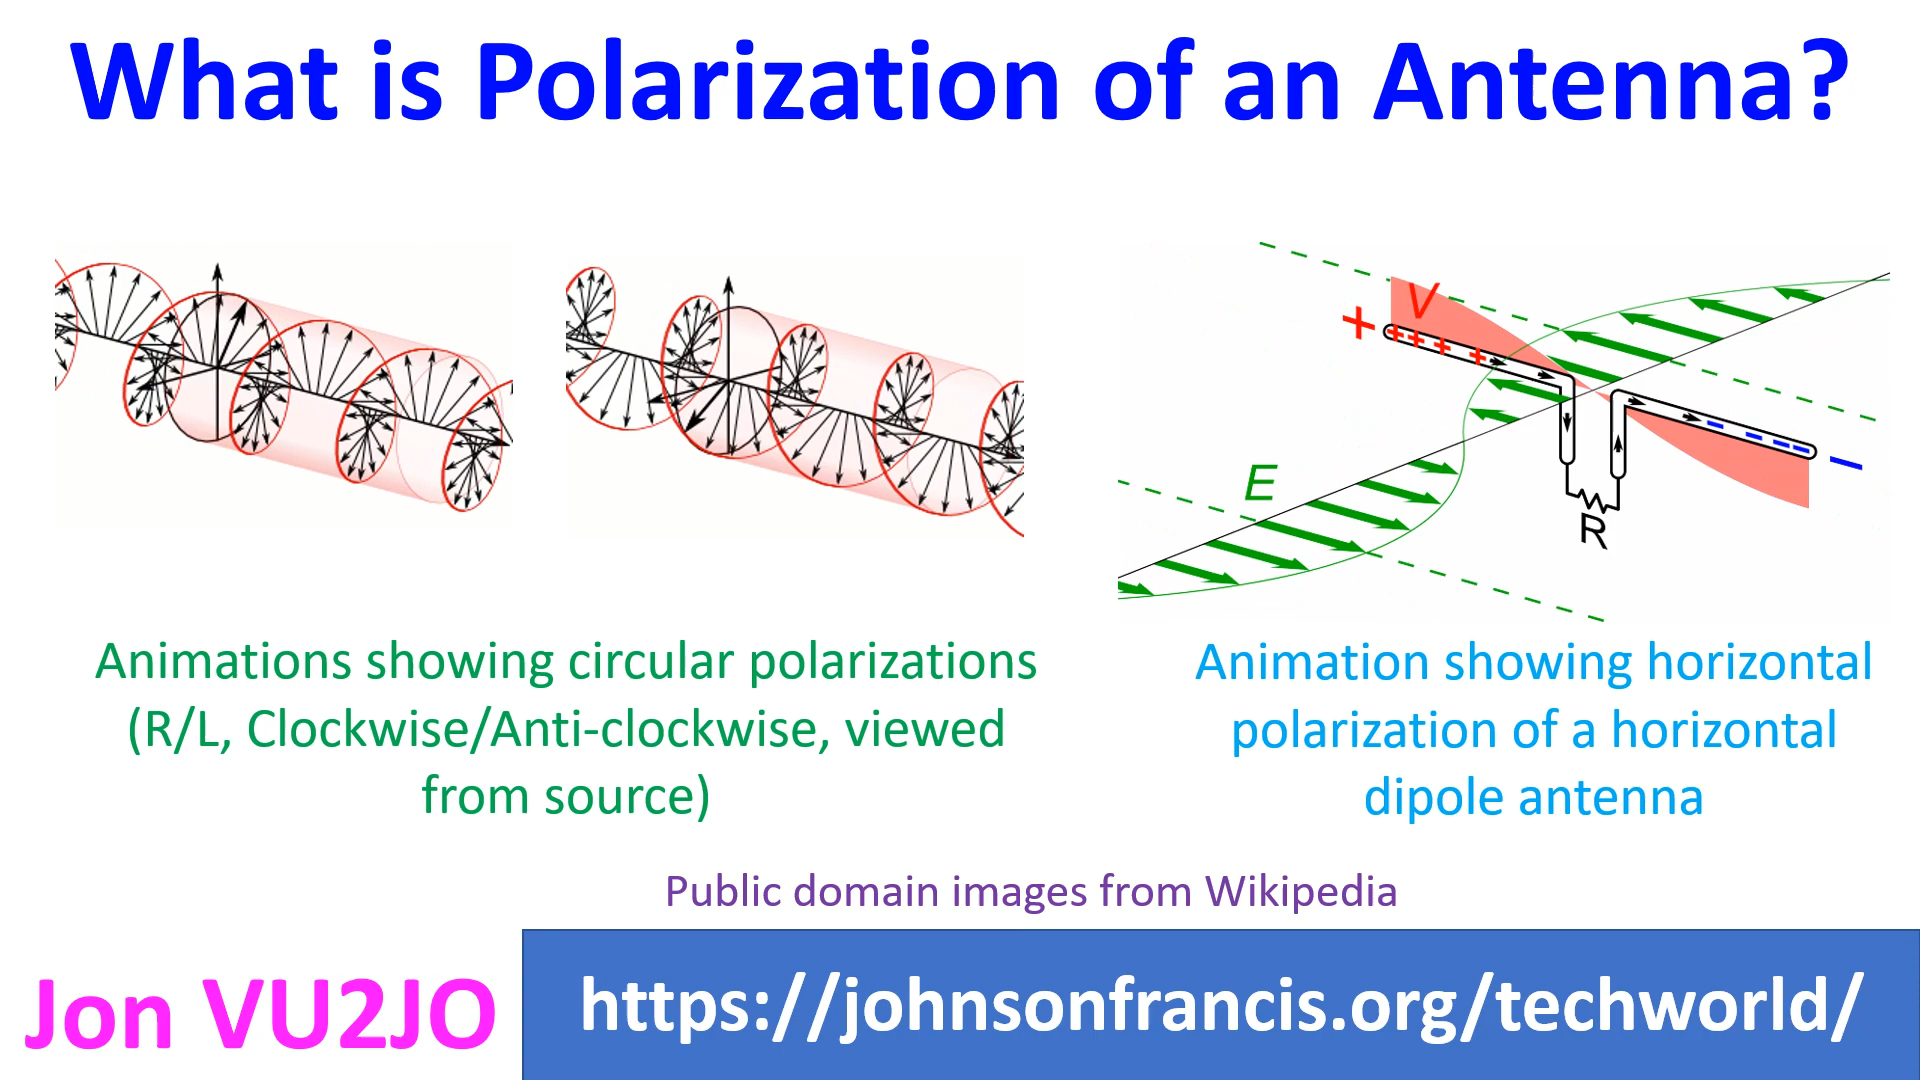 What is Polarization of an Antenna?
+ V
+ + + +
E
R
Animations showing circular polarizations
(R/L, Clockwise/Anti-clockwise, viewed
from source)
Animation showing horizontal
polarization of a horizontal
dipole antenna
Public domain images from Wikipedia
Jon VU2JO
https://johnsonfrancis.org/techworld/